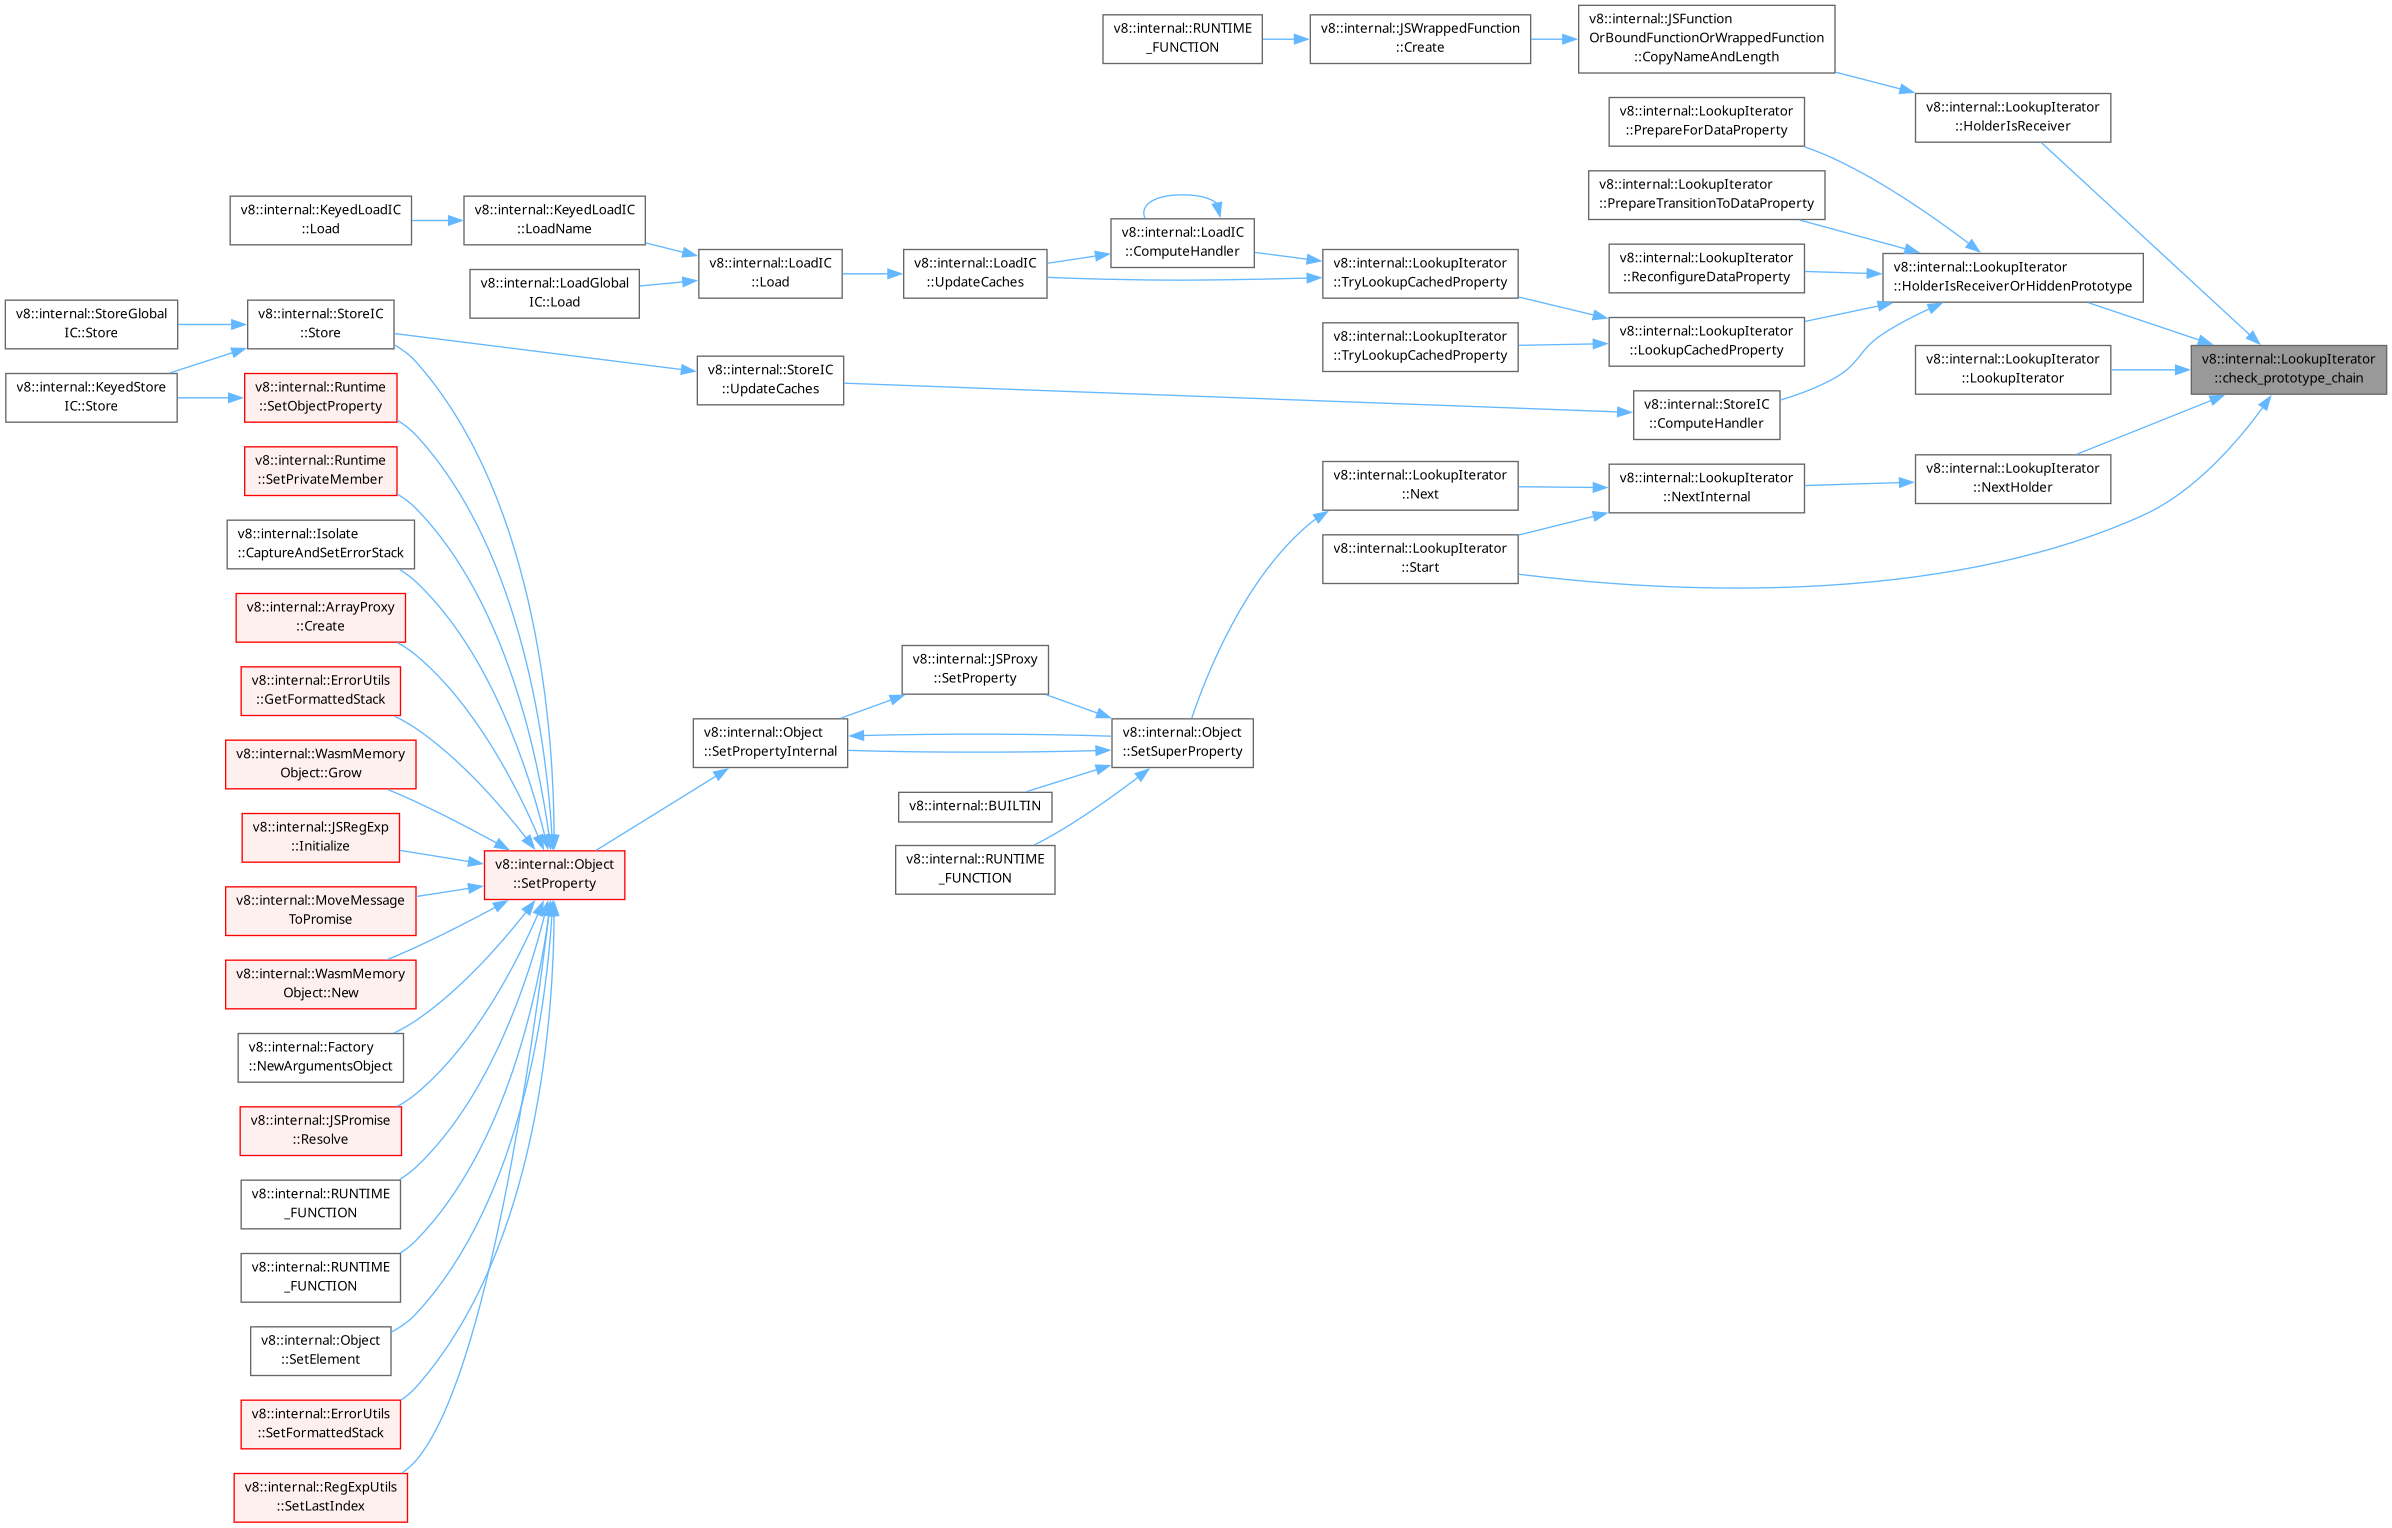 v8::internal::RUNTIME
_FUNCTION
v8::internal::JSWrappedFunction
::Create
v8::internal::JSFunction
OrBoundFunctionOrWrappedFunction
::CopyNameAndLength
v8::internal::LookupIterator
::HolderIsReceiver
v8::internal::LookupIterator
::PrepareForDataProperty
v8::internal::LookupIterator
::PrepareTransitionToDataProperty
v8::internal::LookupIterator
::ReconfigureDataProperty
v8::internal::LookupIterator
::HolderIsReceiverOrHiddenPrototype
v8::internal::KeyedLoadIC
::Load
v8::internal::KeyedLoadIC
::LoadName
v8::internal::LoadGlobal
IC::Load
v8::internal::LoadIC
::Load
v8::internal::LoadIC
::UpdateCaches
v8::internal::LoadIC
::ComputeHandler
v8::internal::LookupIterator
::TryLookupCachedProperty
v8::internal::LookupIterator
::TryLookupCachedProperty
v8::internal::LookupIterator
::LookupCachedProperty
v8::internal::LookupIterator
::LookupIterator
v8::internal::LookupIterator
::check_prototype_chain
v8::internal::StoreGlobal
IC::Store
v8::internal::StoreIC
::Store
v8::internal::KeyedStore
IC::Store
v8::internal::Runtime
::SetObjectProperty
v8::internal::StoreIC
::UpdateCaches
v8::internal::StoreIC
::ComputeHandler
v8::internal::Runtime
::SetPrivateMember
v8::internal::LookupIterator
::Next
v8::internal::LookupIterator
::NextInternal
v8::internal::LookupIterator
::NextHolder
v8::internal::Isolate
::CaptureAndSetErrorStack
v8::internal::LookupIterator
::Start
v8::internal::ArrayProxy
::Create
v8::internal::ErrorUtils
::GetFormattedStack
v8::internal::JSProxy
::SetProperty
v8::internal::Object
::SetPropertyInternal
v8::internal::Object
::SetSuperProperty
v8::internal::WasmMemory
Object::Grow
v8::internal::BUILTIN
v8::internal::JSRegExp
::Initialize
v8::internal::Object
::SetProperty
v8::internal::RUNTIME
_FUNCTION
v8::internal::MoveMessage
ToPromise
v8::internal::WasmMemory
Object::New
v8::internal::Factory
::NewArgumentsObject
v8::internal::JSPromise
::Resolve
v8::internal::RUNTIME
_FUNCTION
v8::internal::RUNTIME
_FUNCTION
v8::internal::Object
::SetElement
v8::internal::ErrorUtils
::SetFormattedStack
v8::internal::RegExpUtils
::SetLastIndex